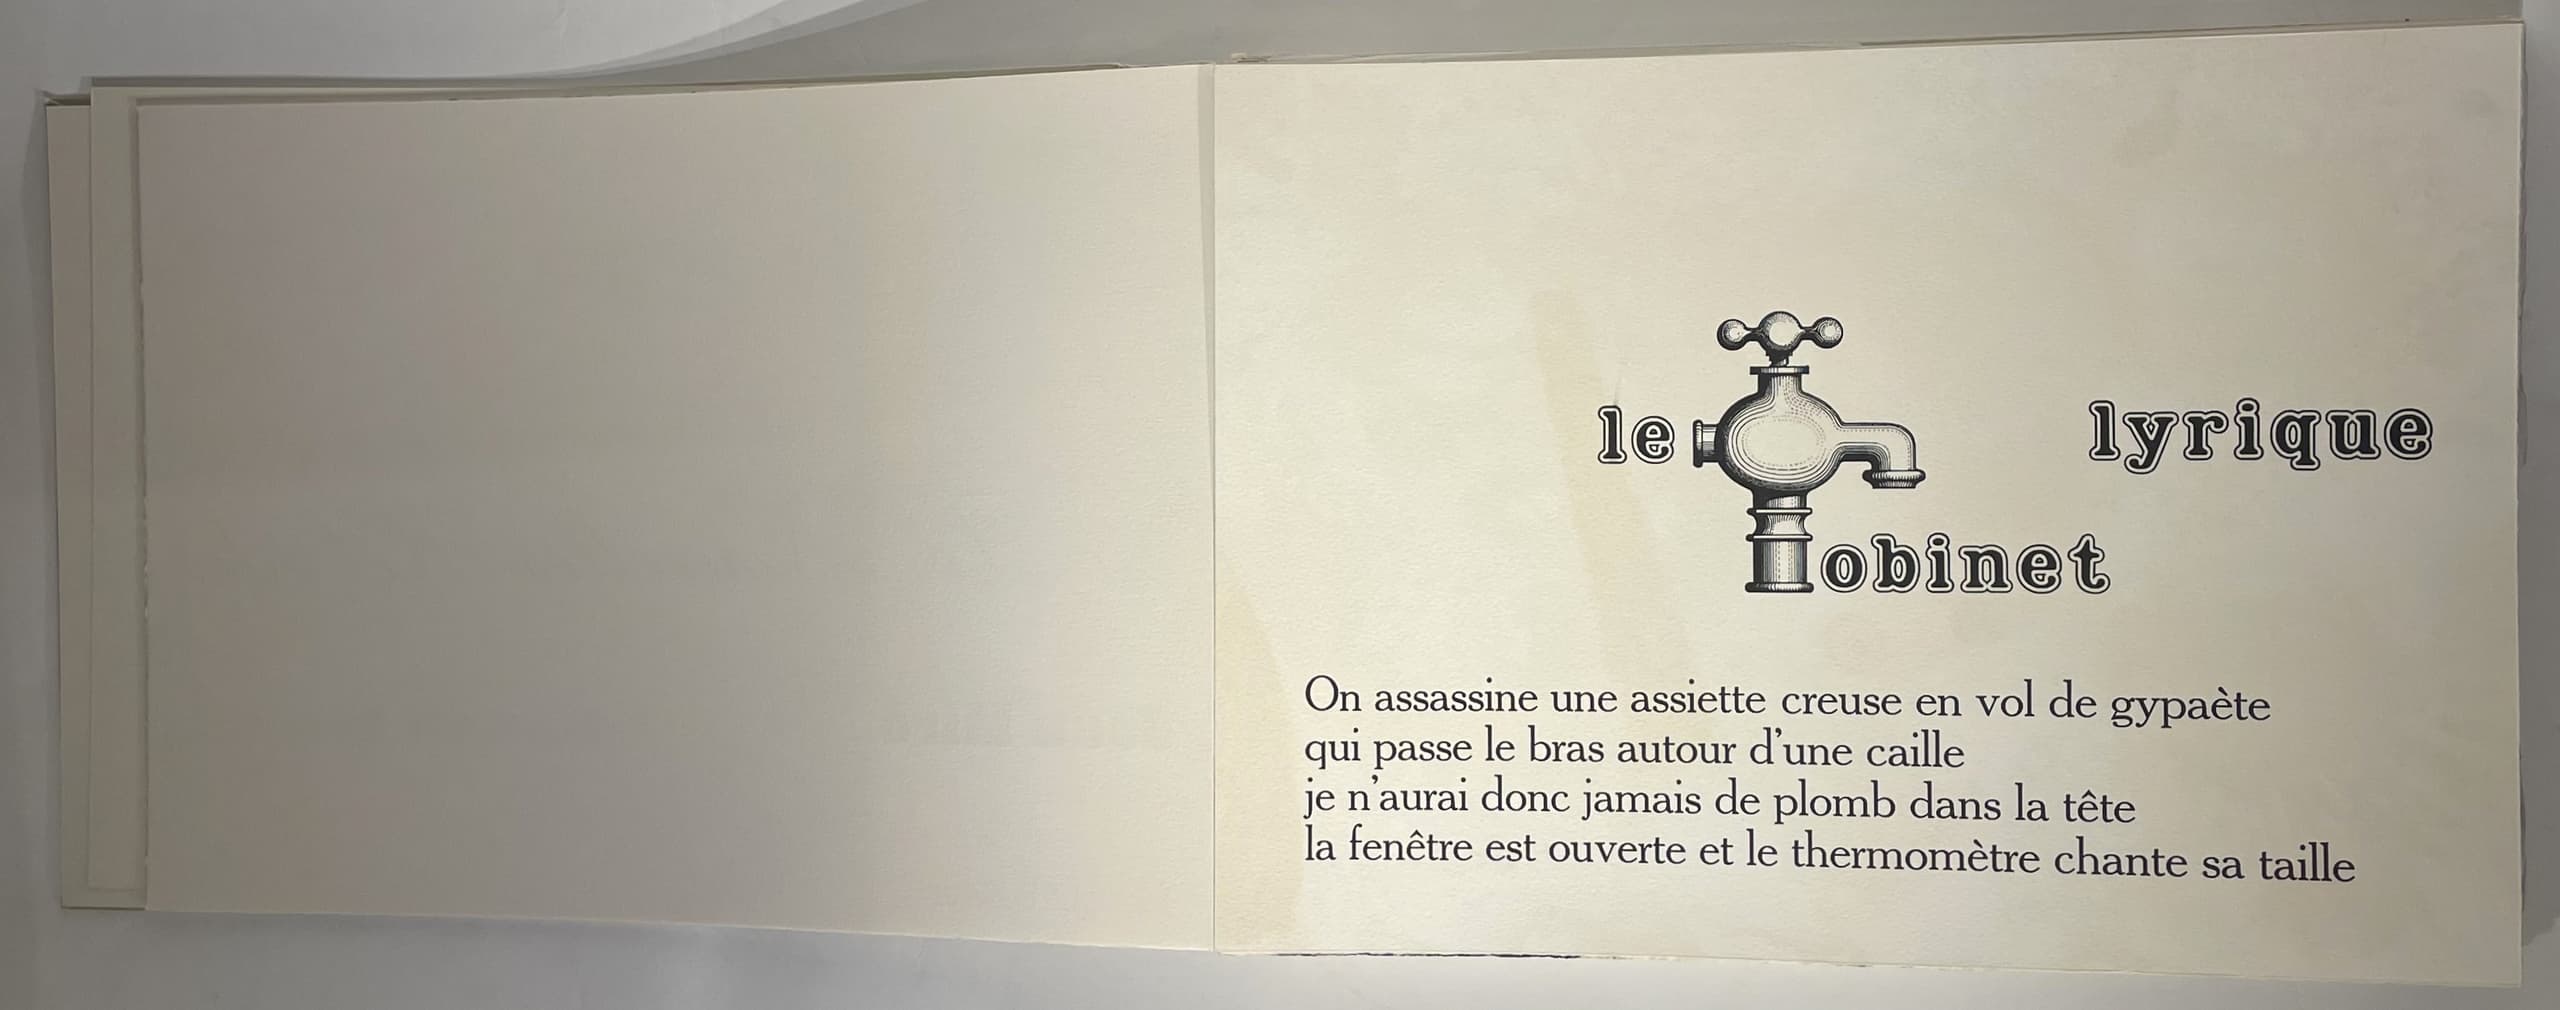 le lyrique
robinet
On assassine une assiette creuse en vol de gypaète
qui passe le bras autour d'une caille
je n'aurai donc jamais de plomb dans la tête
la fenêtre est ouverte et le thermomètre chante sa taille